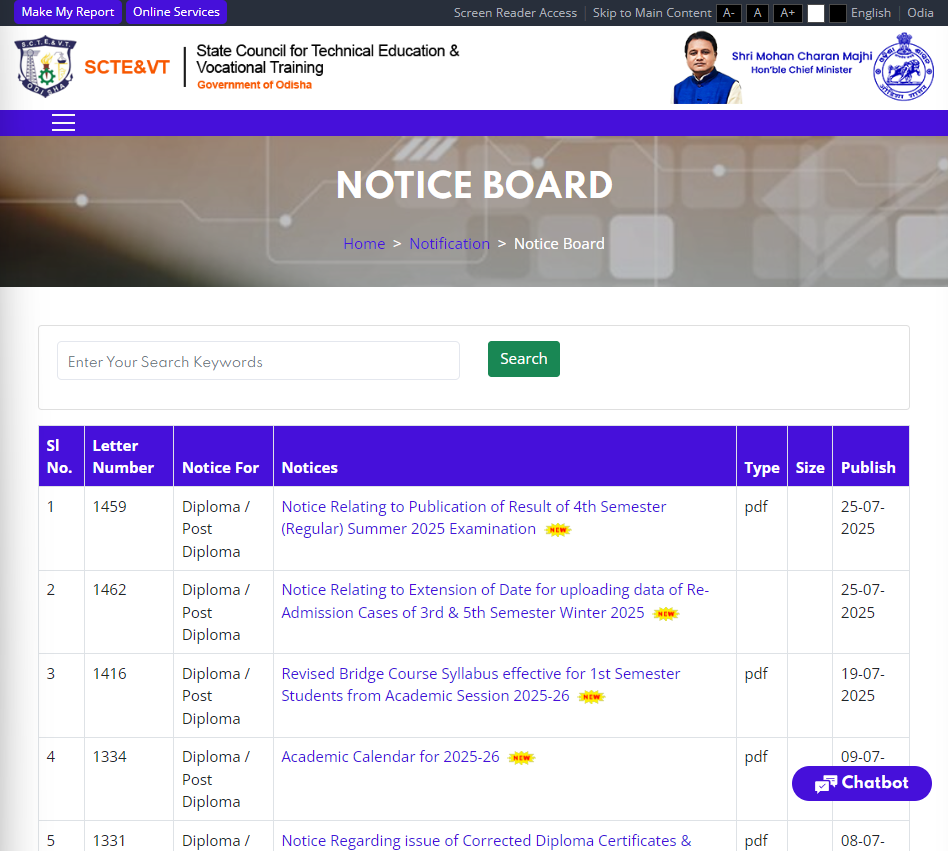 Make My Report Online Services Screen Reader Access Skip to Main Content A- A A+ English Odia
S.C.T.E.&V.T.
ODISHA
SCTE&VT
State Council for Technical Education &
Vocational Training
Government of Odisha
Shri Mohan Charan Majhi
Hon'ble Chief Minister
NOTICE BOARD
Home > Notification > Notice Board
Enter Your Search Keywords Search
Sl No. Letter Number Notice For Notices Type Size Publish
1 1459 Diploma / Notice Relating to Publication of Result of 4th Semester pdf 25-07-
Post (Regular) Summer 2025 Examination NEW 2025
Diploma
2 1462 Diploma / Notice Relating to Extension of Date for uploading data of Re- 25-07-
Post Admission Cases of 3rd & 5th Semester Winter 2025 NEW 2025
Diploma
3 1416 Diploma / Revised Bridge Course Syllabus effective for 1st Semester pdf 19-07-
Post Students from Academic Session 2025-26 NEW 2025
Diploma
4 1334 Diploma / Academic Calendar for 2025-26 NEW pdf 09-07-
Post
Diploma
Chatbot
5 1331 Diploma / Notice Regarding issue of Corrected Diploma Certificates & pdf 08-07-